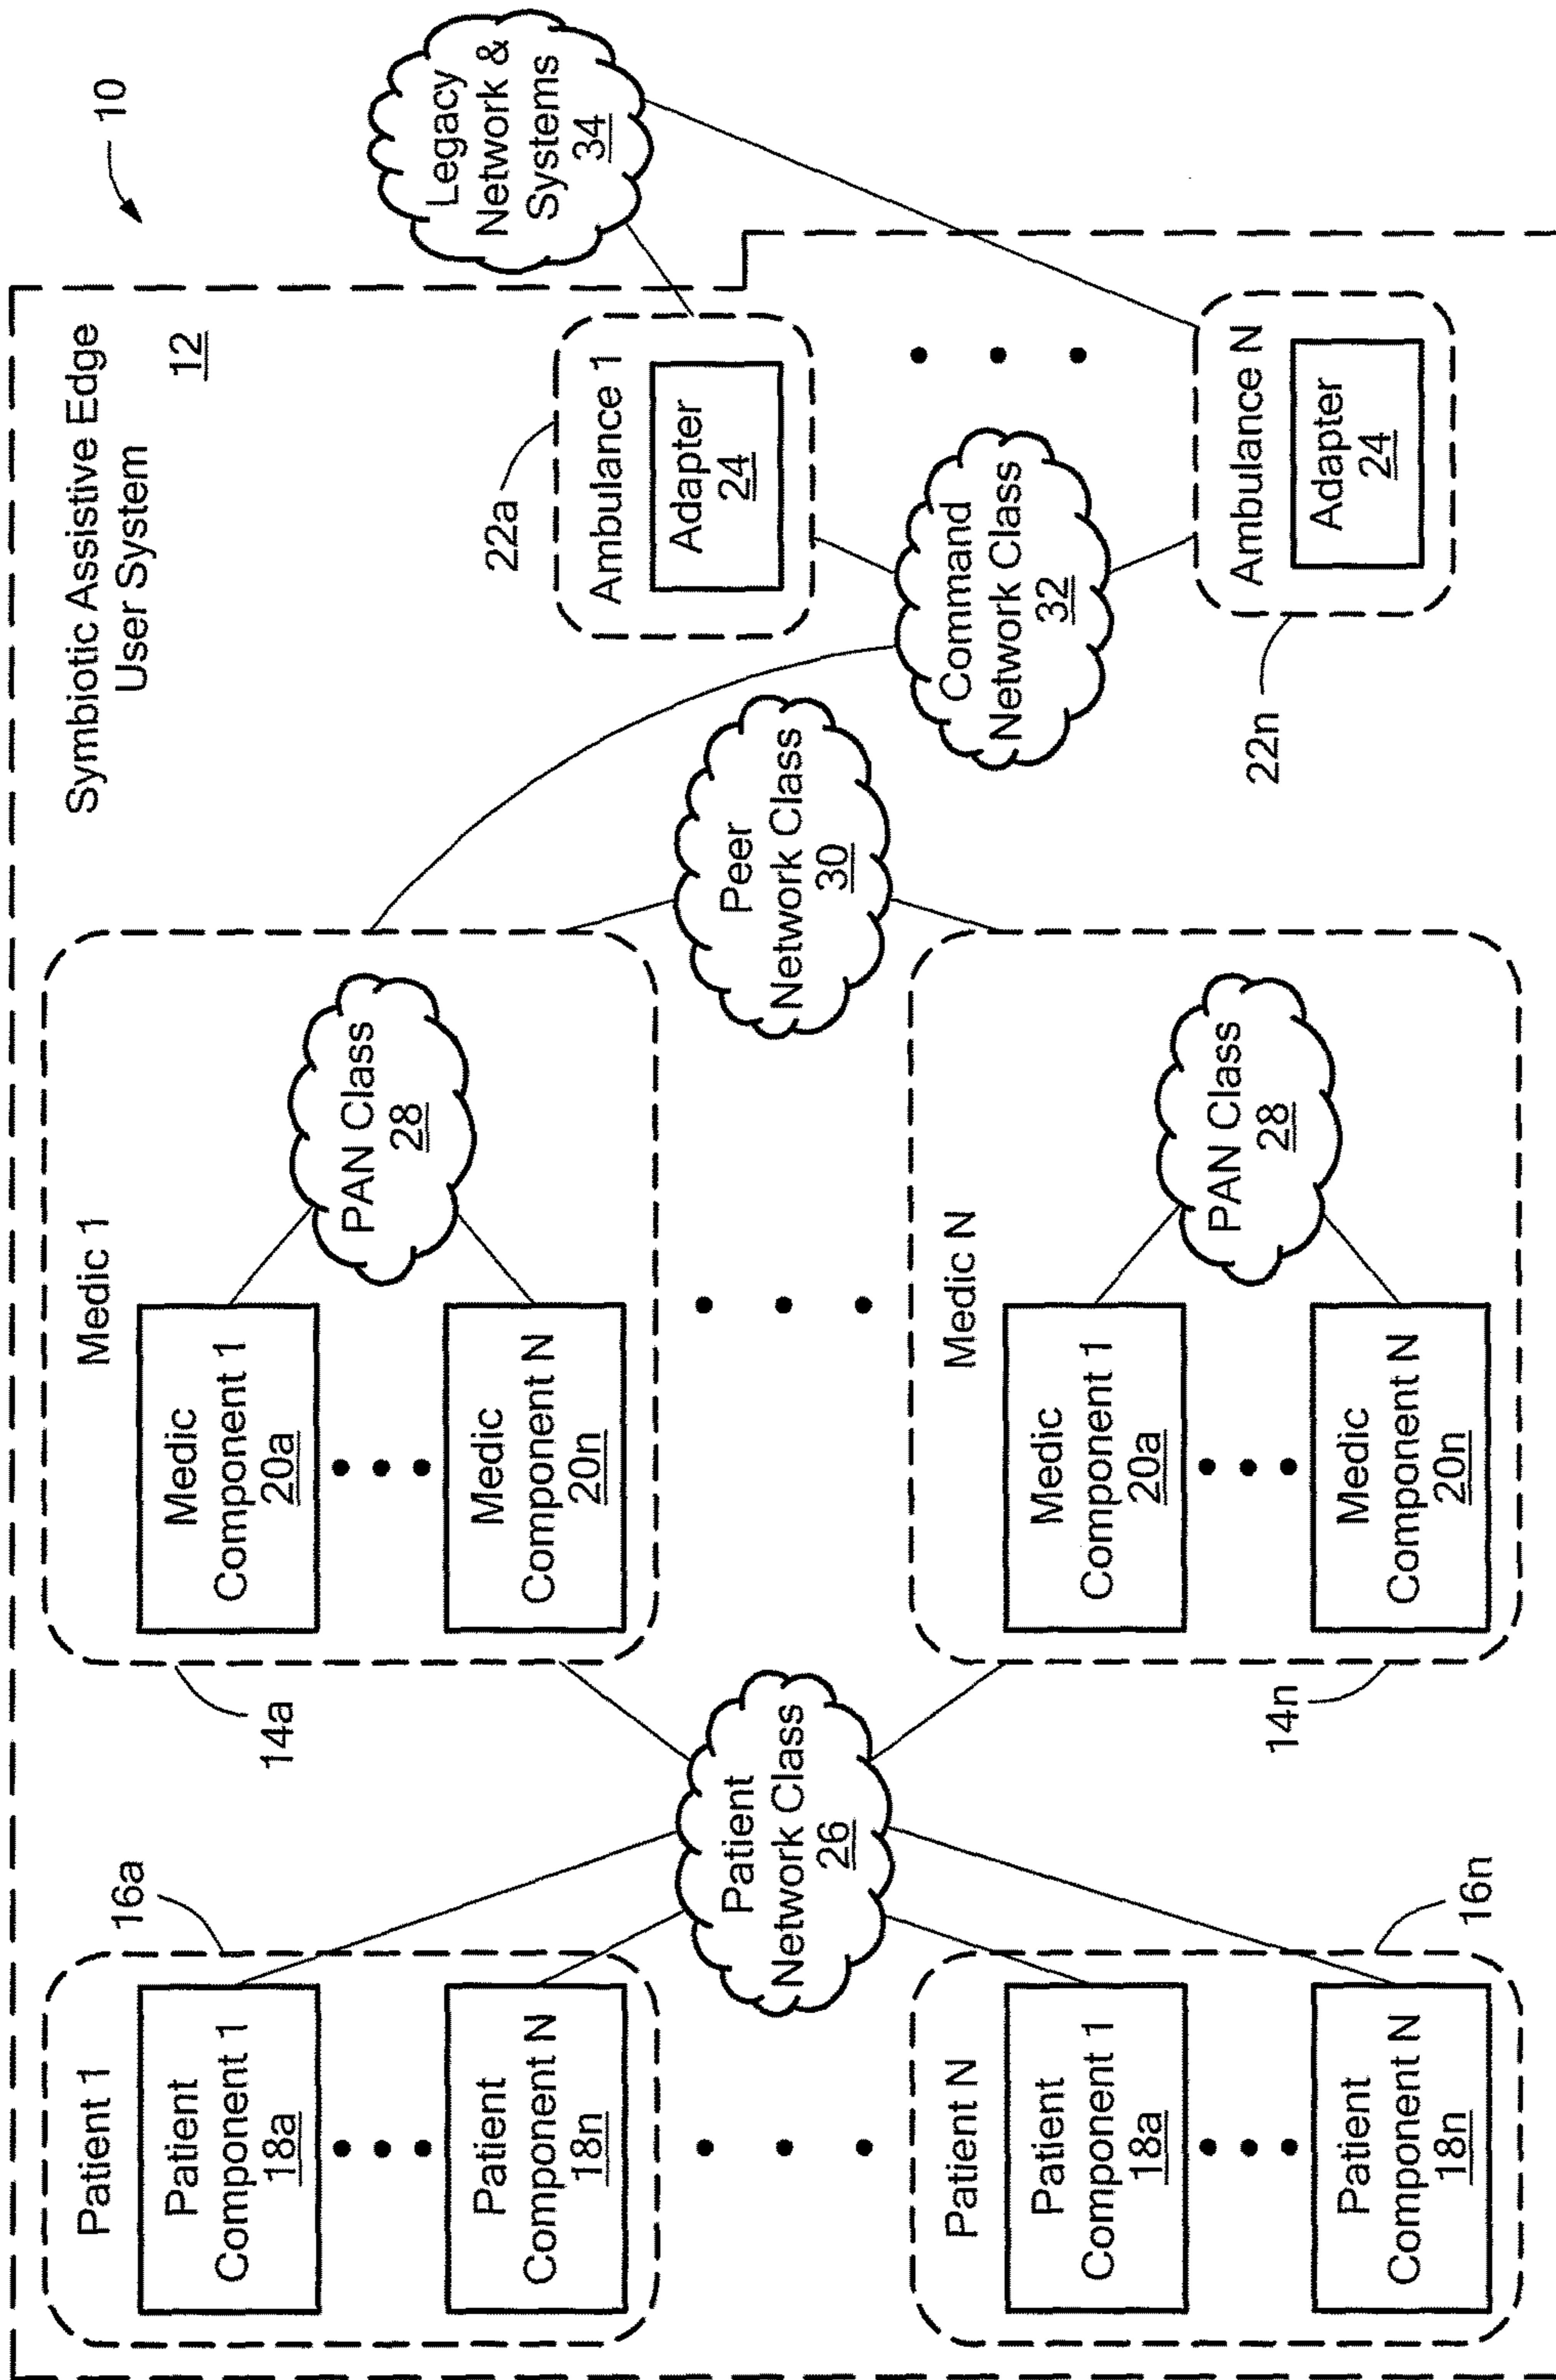 10
Symbiotic Assistive Edge
User System
12
Patient 1
Patient
Component 1
18a
Patient
Component N
18n
16a
Patient N
Patient
Component 1
18a
Patient
Component N
18n
16n
Patient
Network Class
26
14a
Medic 1
Medic
Component 1
20a
Medic
Component N
20n
PAN Class
28
14n
Medic N
Medic
Component 1
20a
Medic
Component N
20n
PAN Class
28
Peer
Network Class
30
Command
Network Class
32
22a
Ambulance 1
Adapter
24
22n
Ambulance N
Adapter
24
Legacy
Network &
Systems
34